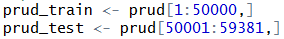 prud_train <- prud[1:50000,]
prud_test <- prud[50001:59381,]